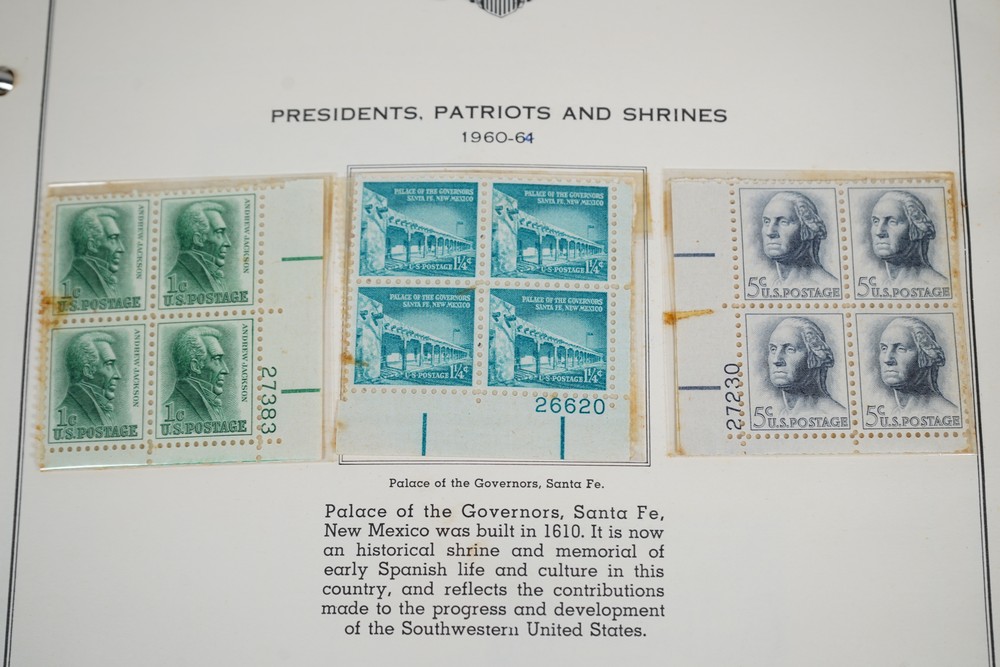 PRESIDENTS, PATRIOTS AND SHRINES
1960-64
ANDREW JACKSON
1c
U.S. POSTAGE
ANDREW JACKSON
1c
U.S. POSTAGE
ANDREW JACKSON
1c
U.S. POSTAGE
ANDREW JACKSON
1c
U.S. POSTAGE
27383
PALACE OF THE GOVERNORS
SANTA FE, NEW MEXICO
U·S·POSTAGE 1¼¢
PALACE OF THE GOVERNORS
SANTA FE, NEW MEXICO
U·S·POSTAGE 1¼¢
PALACE OF THE GOVERNORS
SANTA FE, NEW MEXICO
U·S·POSTAGE 1¼¢
PALACE OF THE GOVERNORS
SANTA FE, NEW MEXICO
U·S·POSTAGE 1¼¢
26620
5c
U.S. POSTAGE
5c
U.S. POSTAGE
5c
U.S. POSTAGE
5c
U.S. POSTAGE
27230
Palace of the Governors, Santa Fe.
Palace of the Governors, Santa Fe,
New Mexico was built in 1610. It is now
an historical shrine and memorial of
early Spanish life and culture in this
country, and reflects the contributions
made to the progress and development
of the Southwestern United States.